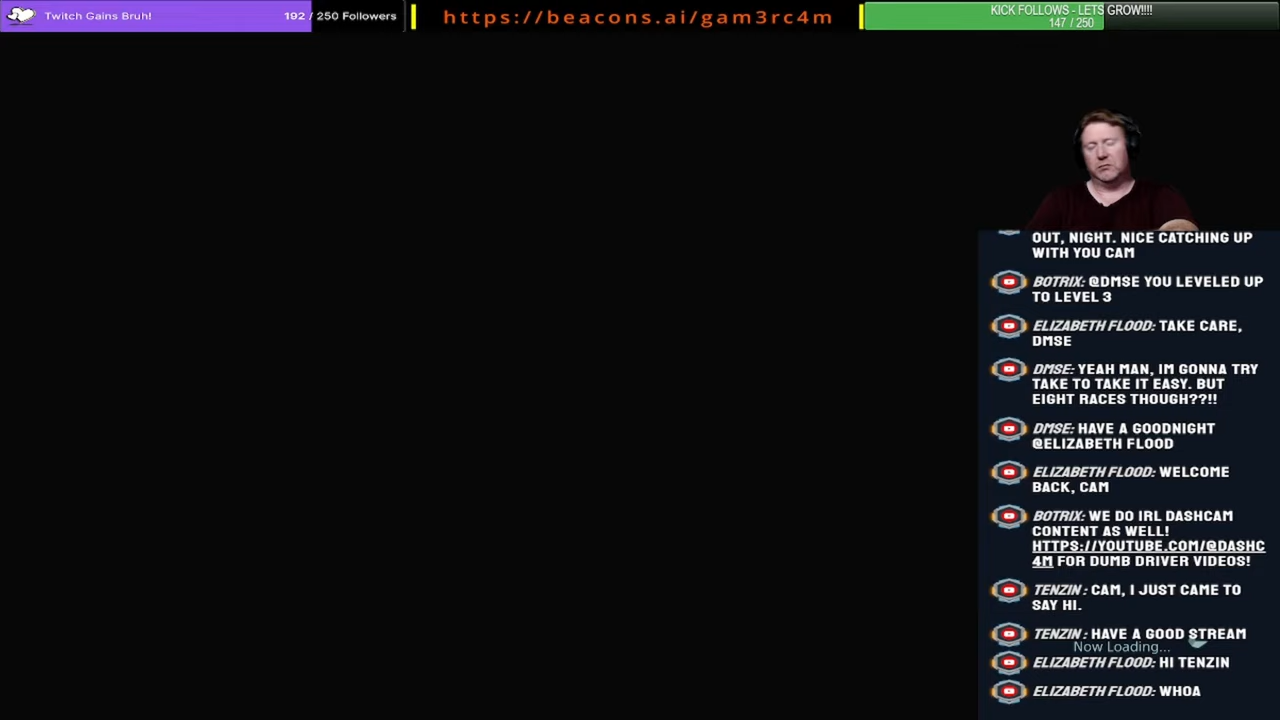 Twitch Gains Bruh!
192 / 250 Followers
https://beacons.ai/gam3rc4m
KICK FOLLOWS - LETS GROW!!!!
147 / 250
OUT, NIGHT. NICE CATCHING UP
WITH YOU CAM
BOTRIX: @DMSE YOU LEVELED UP
TO LEVEL 3
ELIZABETH FLOOD: TAKE CARE,
DMSE
DMSE: YEAH MAN, IM GONNA TRY
TAKE TO TAKE IT EASY. BUT
EIGHT RACES THOUGH??!!
DMSE: HAVE A GOODNIGHT
@ELIZABETH FLOOD
ELIZABETH FLOOD: WELCOME
BACK, CAM
BOTRIX: WE DO IRL DASHCAM
CONTENT AS WELL!
HTTPS://YOUTUBE.COM/@DASHC
4M FOR DUMB DRIVER VIDEOS!
TENZIN : CAM, I JUST CAME TO
SAY HI.
TENZIN : HAVE A GOOD STREAM
Now Loading...
ELIZABETH FLOOD: HI TENZIN
ELIZABETH FLOOD: WHOA